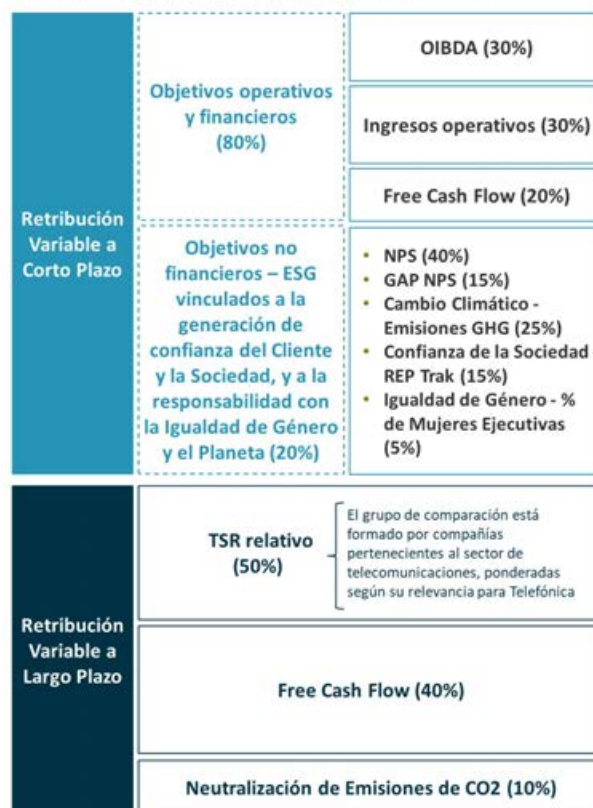 Retribución
Variable a
Corto Plazo
Objetivos operativos
y financieros
(80%)
OIBDA (30%)
Ingresos operativos (30%)
Free Cash Flow (20%)
Objetivos no
financieros – ESG
vinculados a la
generación de
confianza del Cliente
y la Sociedad, y a la
responsabilidad con
la Igualdad de Género
y el Planeta (20%)
• NPS (40%)
• GAP NPS (15%)
• Cambio Climático -
Emisiones GHG (25%)
• Confianza de la Sociedad
REP Trak (15%)
• Igualdad de Género - %
de Mujeres Ejecutivas
(5%)
Retribución
Variable a
Largo Plazo
TSR relativo
(50%)
El grupo de comparación está
formado por compañías
pertenecientes al sector de
telecomunicaciones, ponderadas
según su relevancia para Telefónica
Free Cash Flow (40%)
Neutralización de Emisiones de CO2 (10%)